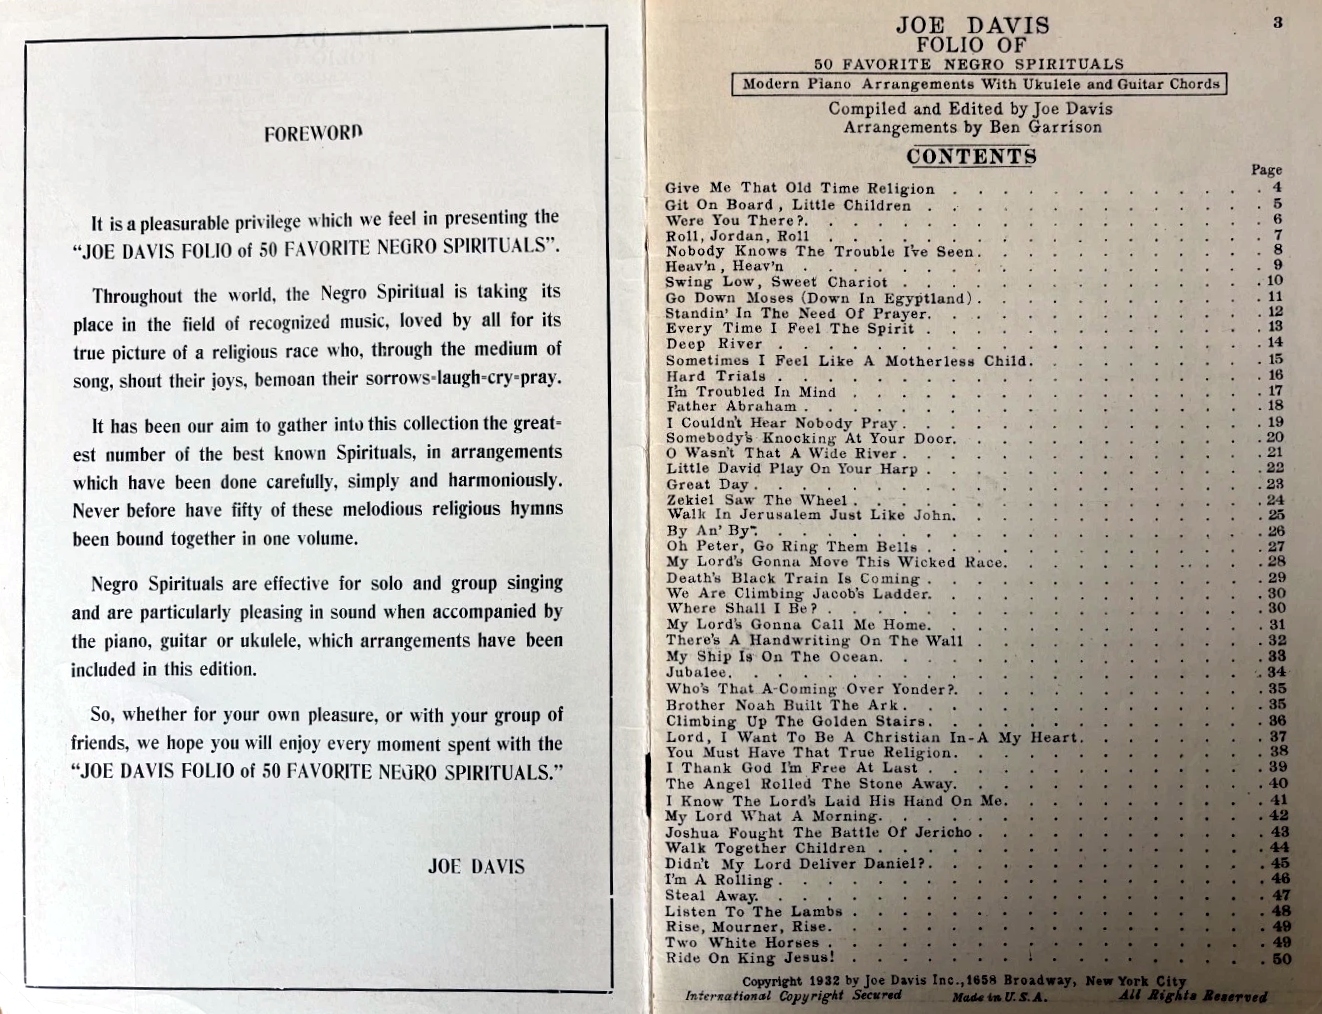 FOREWORD
It is a pleasurable privilege which we feel in presenting the
“JOE DAVIS FOLIO of 50 FAVORITE NEGRO SPIRITUALS”.
Throughout the world, the Negro Spiritual is taking its
place in the field of recognized music, loved by all for its
true picture of a religious race who, through the medium of
song, shout their joys, bemoan their sorrows-laugh-cry-pray.
It has been our aim to gather into this collection the great-
est number of the best known Spirituals, in arrangements
which have been done carefully, simply and harmoniously.
Never before have fifty of these melodious religious hymns
been bound together in one volume.
Negro Spirituals are effective for solo and group singing
and are particularly pleasing in sound when accompanied by
the piano, guitar or ukulele, which arrangements have been
included in this edition.
So, whether for your own pleasure, or with your group of
friends, we hope you will enjoy every moment spent with the
“JOE DAVIS FOLIO of 50 FAVORITE NEGRO SPIRITUALS.”
JOE DAVIS
3
JOE DAVIS
FOLIO OF
50 FAVORITE NEGRO SPIRITUALS
Modern Piano Arrangements With Ukulele and Guitar Chords
Compiled and Edited by Joe Davis
Arrangements by Ben Garrison
CONTENTS
Page
Give Me That Old Time Religion 4
Git On Board, Little Children 5
Were You There? 6
Roll, Jordan, Roll 7
Nobody Knows The Trouble I've Seen 8
Heav'n, Heav'n 9
Swing Low, Sweet Chariot 10
Go Down Moses (Down In Egyptland) 11
Standin' In The Need Of Prayer 12
Every Time I Feel The Spirit 13
Deep River 14
Sometimes I Feel Like A Motherless Child 15
Hard Trials 16
I'm Troubled In Mind 17
Father Abraham 18
I Couldn't Hear Nobody Pray 19
Somebody's Knocking At Your Door 20
O Wasn't That A Wide River 21
Little David Play On Your Harp 22
Great Day 23
Zekiel Saw The Wheel 24
Walk In Jerusalem Just Like John 25
By An' By 26
Oh Peter, Go Ring Them Bells 27
My Lord's Gonna Move This Wicked Race 28
Death's Black Train Is Coming 29
We Are Climbing Jacob's Ladder 30
Where Shall I Be? 30
My Lord's Gonna Call Me Home 31
There's A Handwriting On The Wall 32
My Ship Is On The Ocean 33
Jubalee 34
Who's That A-Coming Over Yonder? 35
Brother Noah Built The Ark 35
Climbing Up The Golden Stairs 36
Lord, I Want To Be A Christian In-A My Heart 37
You Must Have That True Religion 38
I Thank God I'm Free At Last 39
The Angel Rolled The Stone Away 40
I Know The Lord's Laid His Hand On Me 41
My Lord What A Morning 42
Joshua Fought The Battle Of Jericho 43
Walk Together Children 44
Didn't My Lord Deliver Daniel? 45
I'm A Rolling 46
Steal Away 47
Listen To The Lambs 48
Rise, Mourner, Rise 49
Two White Horses 49
Ride On King Jesus! 50
Copyright 1932 by Joe Davis Inc., 1658 Broadway, New York City
International Copyright Secured Made in U.S.A. All Rights Reserved